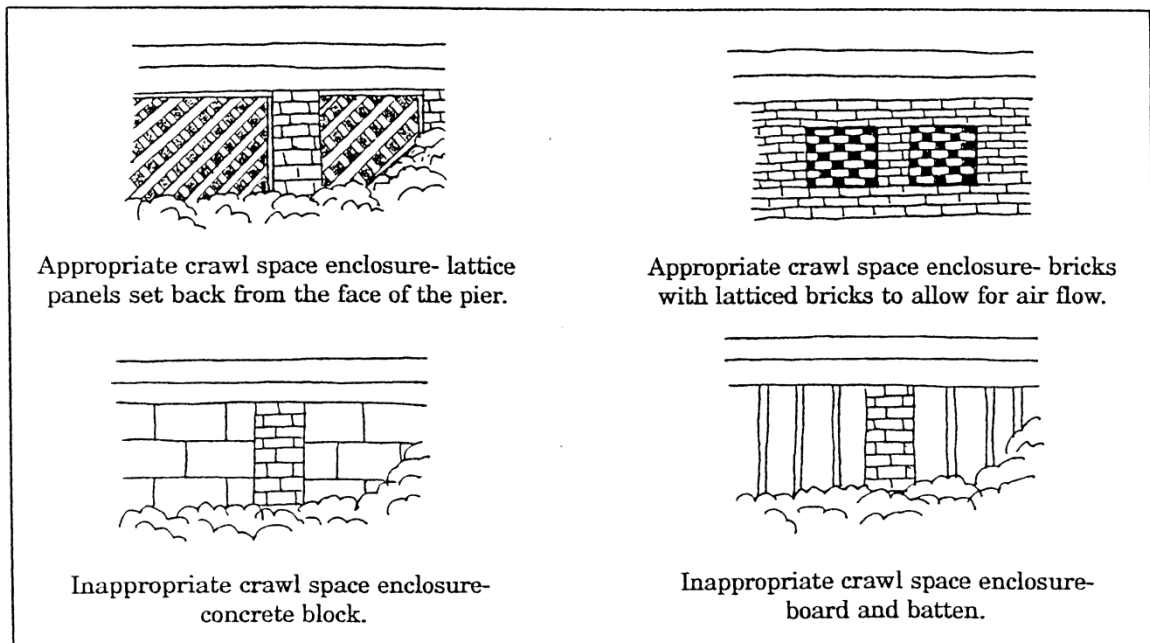 Appropriate crawl space enclosure- lattice
panels set back from the face of the pier.
Appropriate crawl space enclosure- bricks
with latticed bricks to allow for air flow.
Inappropriate crawl space enclosure-
concrete block.
Inappropriate crawl space enclosure-
board and batten.